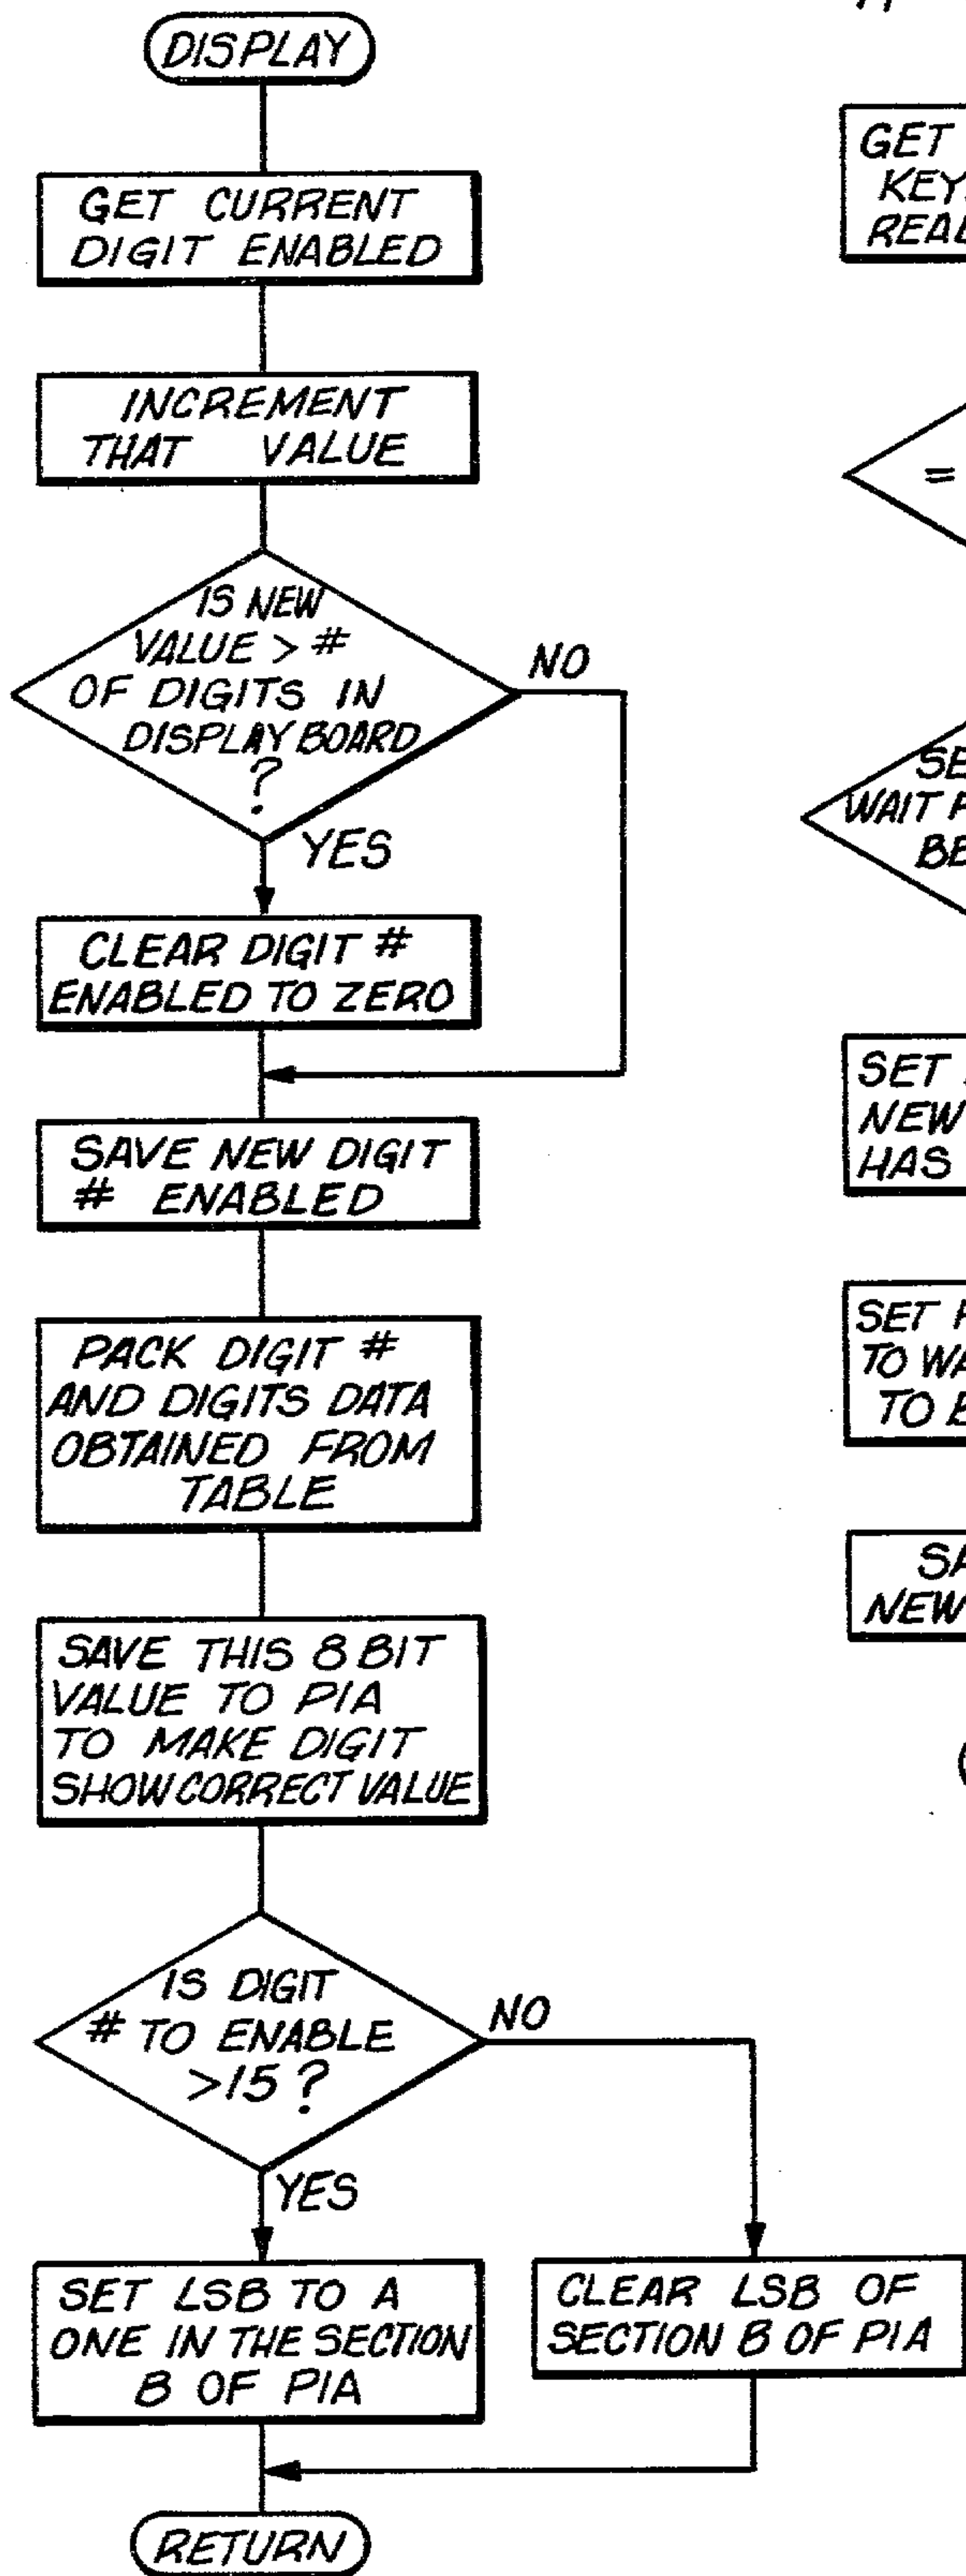 DISPLAY
GET CURRENT
DIGIT ENABLED
INCREMENT
THAT VALUE
IS NEW
VALUE > #
OF DIGITS IN
DISPLAY BOARD
?
NO
YES
CLEAR DIGIT #
ENABLED TO ZERO
SAVE NEW DIGIT
# ENABLED
PACK DIGIT #
AND DIGITS DATA
OBTAINED FROM
TABLE
SAVE THIS 8 BIT
VALUE TO PIA
TO MAKE DIGIT
SHOW CORRECT VALUE
IS DIGIT
# TO ENABLE
>15?
NO
YES
SET LSB TO A
ONE IN THE SECTION
B OF PIA
CLEAR LSB OF
SECTION B OF PIA
RETURN
GET
=
WAIT
SET
NEW
HAS
SET
TO
TO
NEW